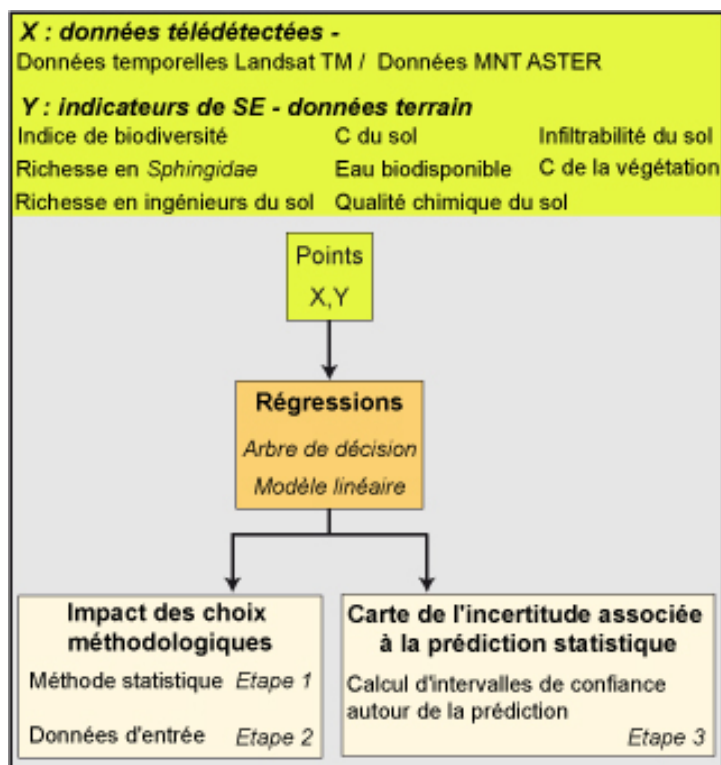 X : données télédétectées -
Données temporelles Landsat TM / Données MNT ASTER
Y : indicateurs de SE - données terrain
Indice de biodiversité C du sol Infiltrabilité du sol
Richesse en Sphingidae Eau biodisponible C de la végétation
Richesse en ingénieurs du sol Qualité chimique du sol
Points
X,Y
Régressions
Arbre de décision
Modèle linéaire
Impact des choix
méthodologiques
Méthode statistique Etape 1
Données d'entrée Etape 2
Carte de l'incertitude associée
à la prédiction statistique
Calcul d'intervalles de confiance
autour de la prédiction
Etape 3